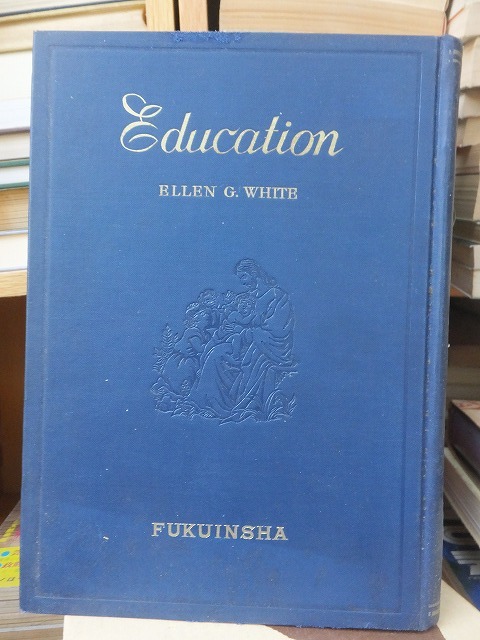 Education
ELLEN G. WHITE
FUKUINSHA